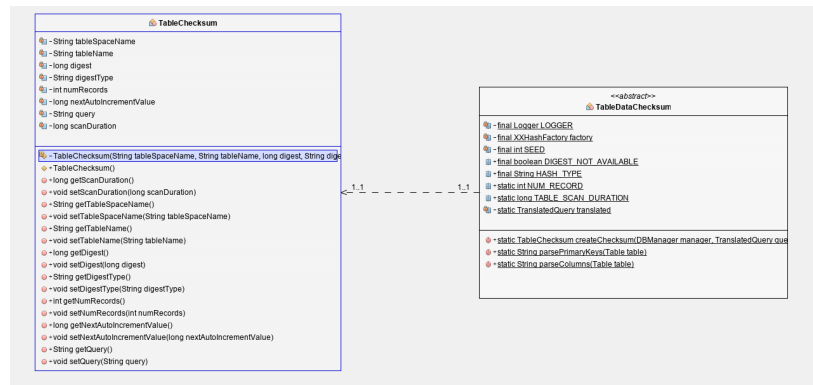 TableChecksum
-String tableSpaceName
-String tableName
-long digest
-String digestType
-int numRecords
-long nextAutoIncrementValue
-String query
-long scanDuration
+TableChecksum(String tableSpaceName, String tableName, long digest, String dige
+TableChecksum()
+long getScanDuration()
+void setScanDuration(long scanDuration)
+String getTableSpaceName()
+void setTableSpaceName(String tableSpaceName)
+String getTableName()
+void setTableName(String tableName)
+long getDigest()
+void setDigest(long digest)
+String getDigestType()
+void setDigestType(String digestType)
+int getNumRecords()
+void setNumRecords(int numRecords)
+long getNextAutoIncrementValue()
+void setNextAutoIncrementValue(long nextAutoIncrementValue)
+String getQuery()
+void setQuery(String query)
1..1
1..1
<<abstract>>
TableDataChecksum
-final Logger LOGGER
-final XXHashFactory factory
-final int SEED
-final boolean DIGEST_NOT_AVAILABLE
-final String HASH_TYPE
-static int NUM_RECORD
-static long TABLE_SCAN_DURATION
-static TranslatedQuery translated
+static TableChecksum createChecksum(DBManager manager, TranslatedQuery que
+static String parsePrimaryKeys(Table table)
+static String parseColumns(Table table)